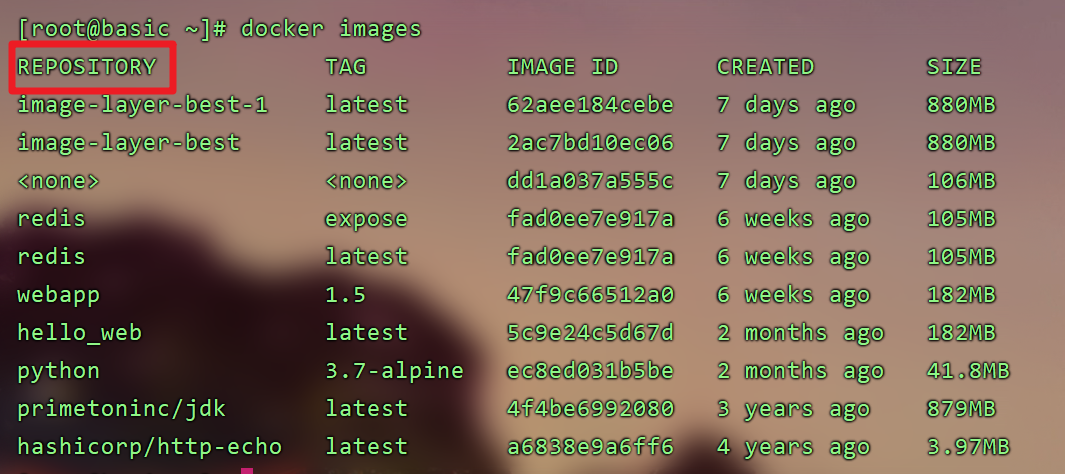 [root@basic ~]# docker images
REPOSITORY TAG IMAGE ID CREATED SIZE
image-layer-best-1 latest 62aee184cebe 7 days ago 880MB
image-layer-best latest 2ac7bd10ec06 7 days ago 880MB
<none> <none> dd1a037a555c 7 days ago 106MB
redis expose fad0ee7e917a 6 weeks ago 105MB
redis latest fad0ee7e917a 6 weeks ago 105MB
webapp 1.5 47f9c66512a0 6 weeks ago 182MB
hello_web latest 5c9e24c5d67d 2 months ago 182MB
python 3.7-alpine ec8ed031b5be 2 months ago 41.8MB
primetoninc/jdk latest 4f4be6992080 3 years ago 879MB
hashicorp/http-echo latest a6838e9a6ff6 4 years ago 3.97MB